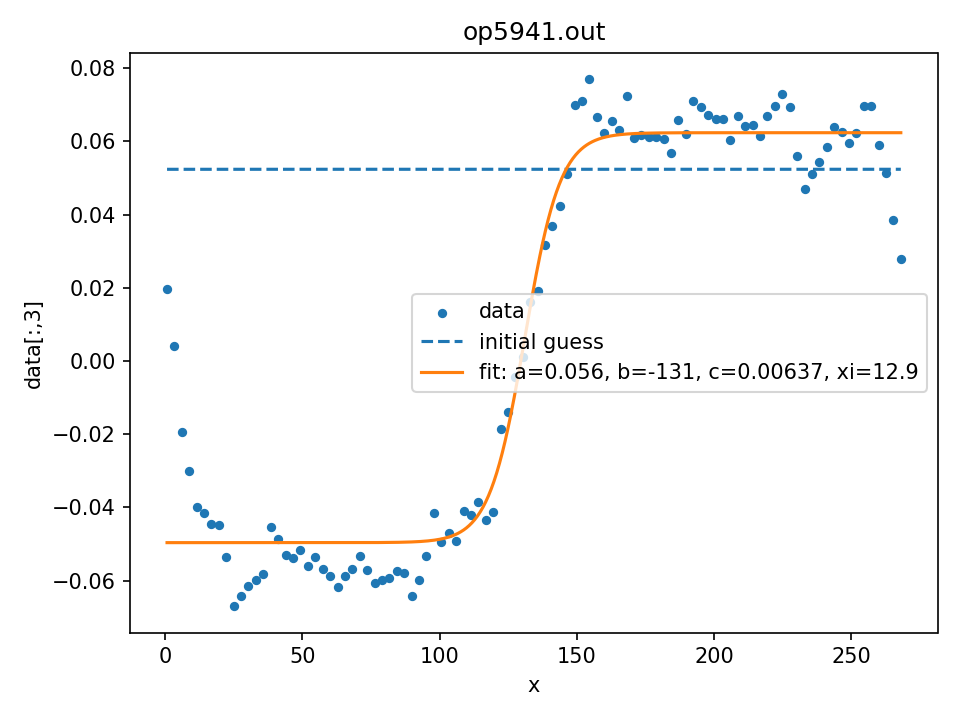 op5941.out
0.08
0.06
0.04
0.02
0.00
−0.02
−0.04
−0.06
data[:,3]
data
initial guess
fit: a=0.056, b=-131, c=0.00637, xi=12.9
0 50 100 150 200 250
x